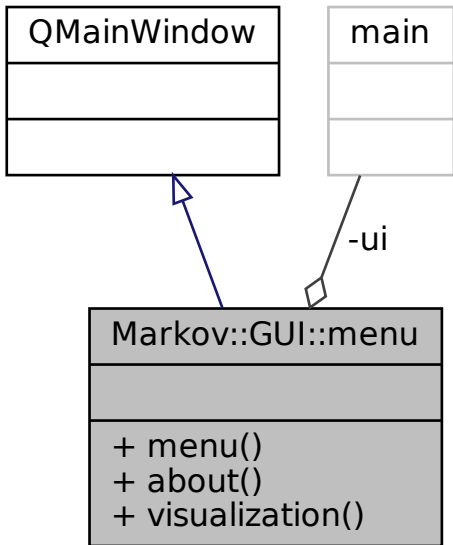 QMainWindow
main
-ui
Markov::GUI::menu
+ menu()
+ about()
+ visualization()